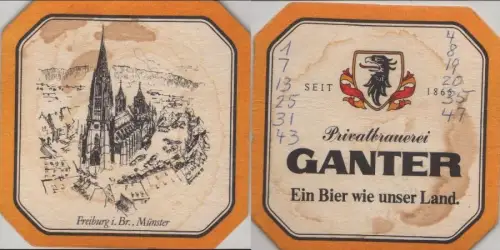 Freiburg i. Br., Münster
1
7
13
25
31
43
4
8
19
20
35
47
SEIT 1865
Privatbrauerei
GANTER
Ein Bier wie unser Land.